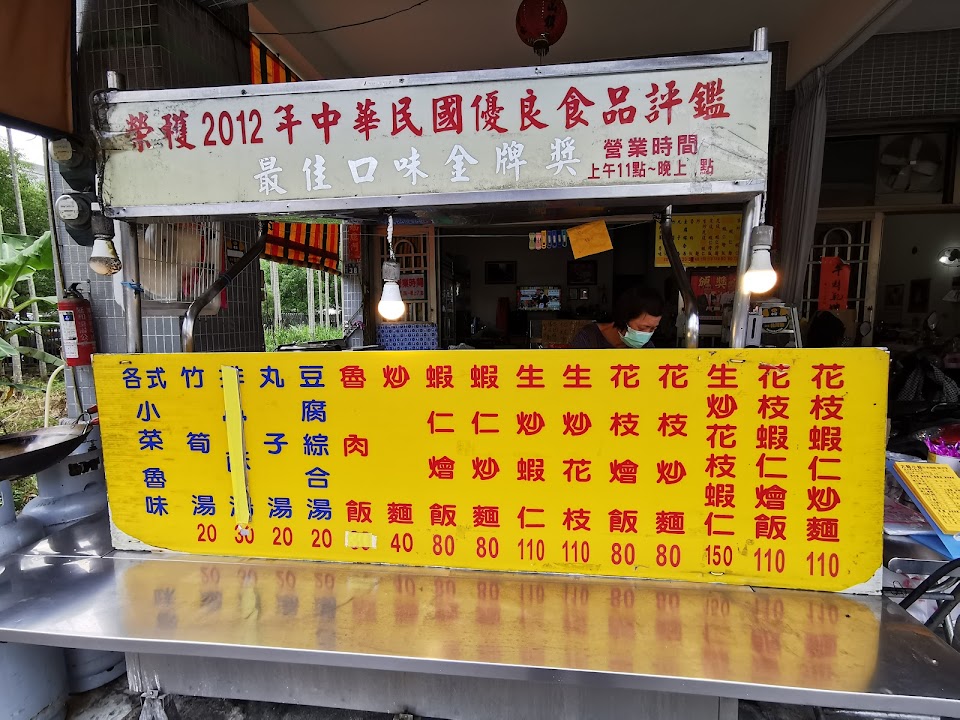 榮獲2012年中華民國優良食品評鑑
最佳口味金牌獎
營業時間
上午11點~晚上 點
花枝蝦仁炒麵 110
花枝蝦仁燴飯 110
生炒花枝蝦仁 150
花枝炒麵 80
花枝燴飯 80
生炒花枝 110
生炒蝦仁 110
蝦仁炒麵 80
蝦仁燴飯 80
炒麵 40
魯肉飯
豆腐綜合湯 20
丸子湯 20
湯 30
竹筍湯 20
各式小菜魯味